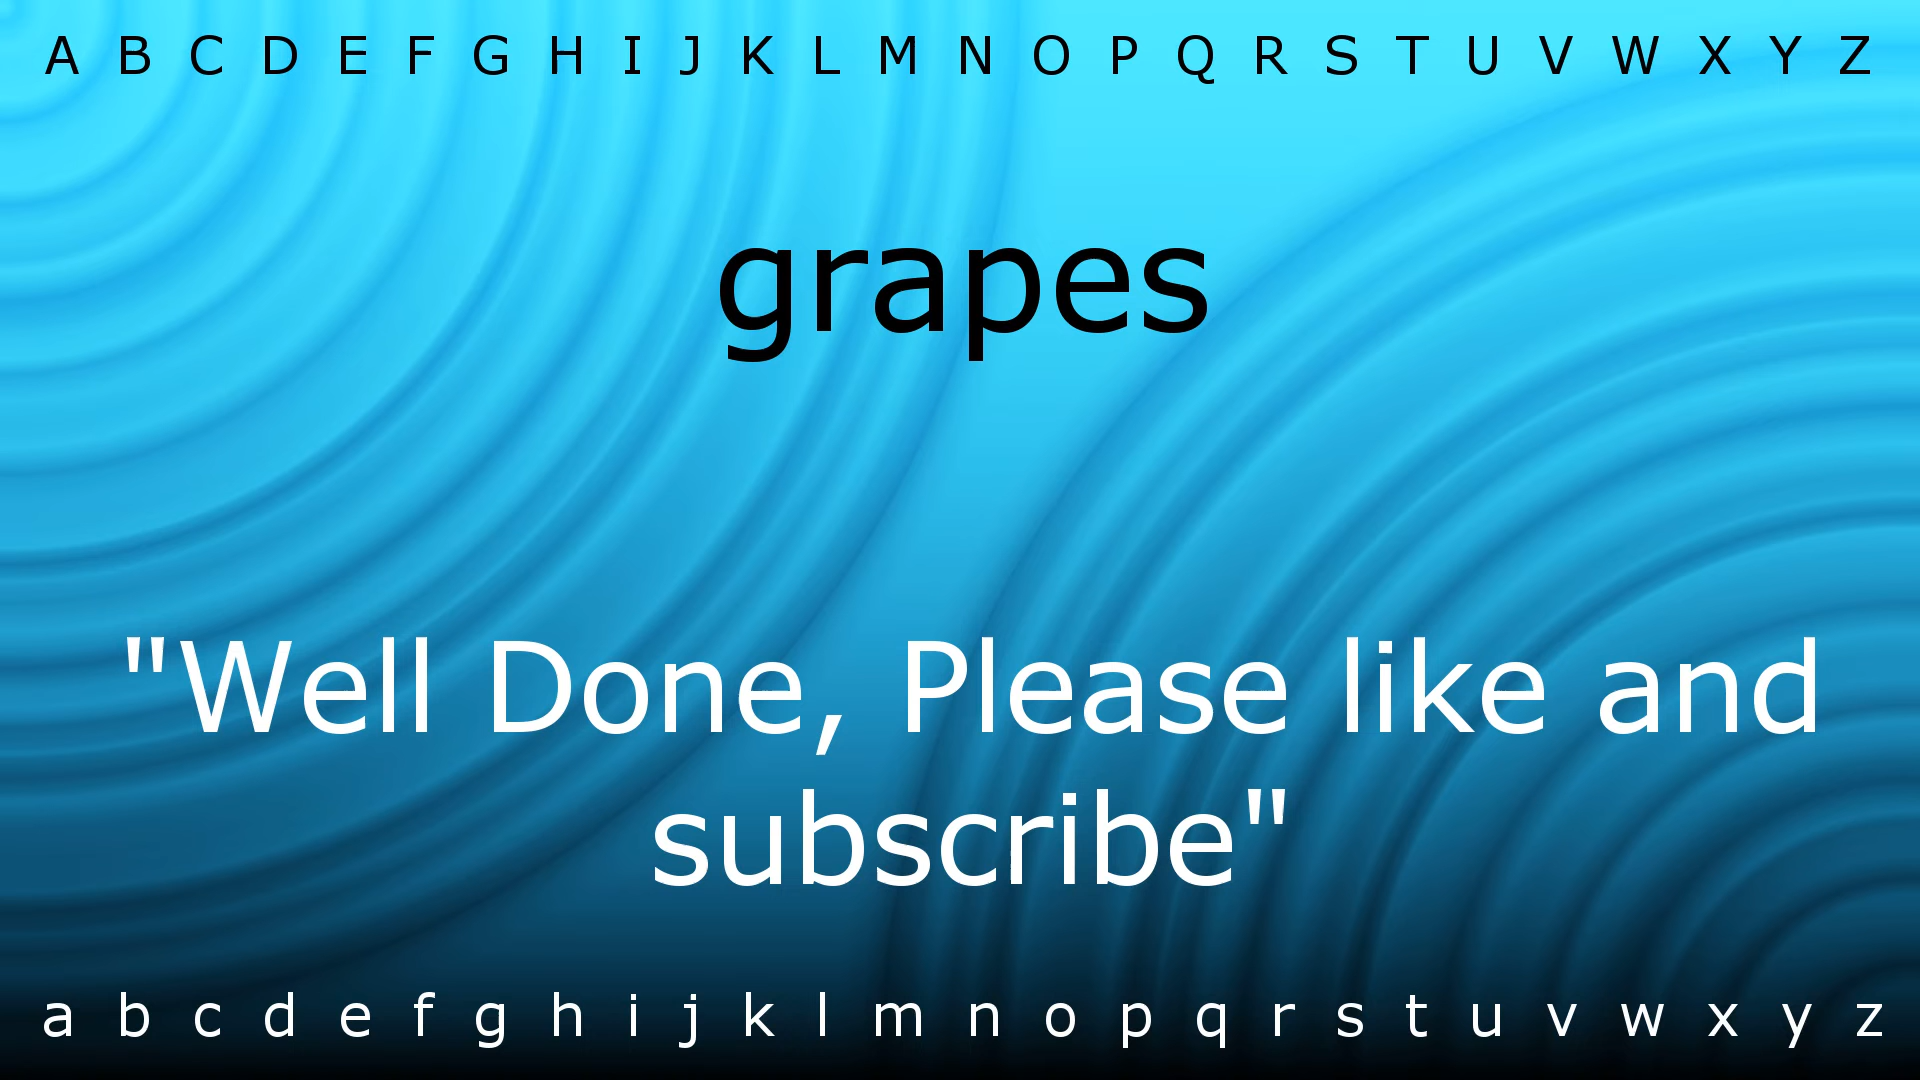 A B C D E F G H I J K L M N O P Q R S T U V W X Y Z
grapes
"Well Done, Please like and
subscribe"
a b c d e f g h i j k l m n o p q r s t u v w x y z